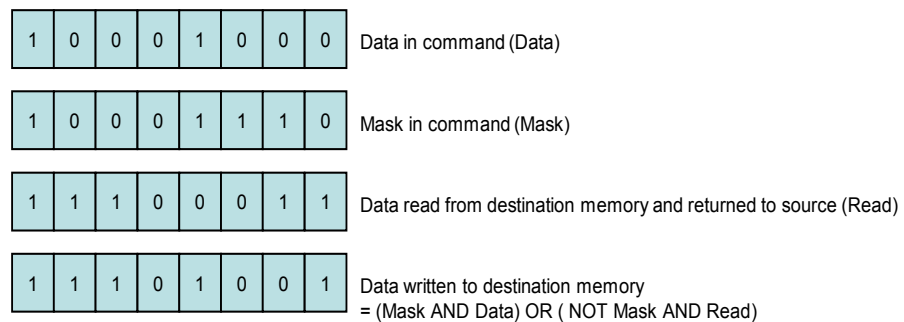 1 0 0 0 1 0 0 0 Data in command (Data)
1 0 0 0 1 1 1 0 Mask in command (Mask)
1 1 1 0 0 0 1 1 Data read from destination memory and returned to source (Read)
1 1 1 0 1 0 0 1 Data written to destination memory
= (Mask AND Data) OR ( NOT Mask AND Read)